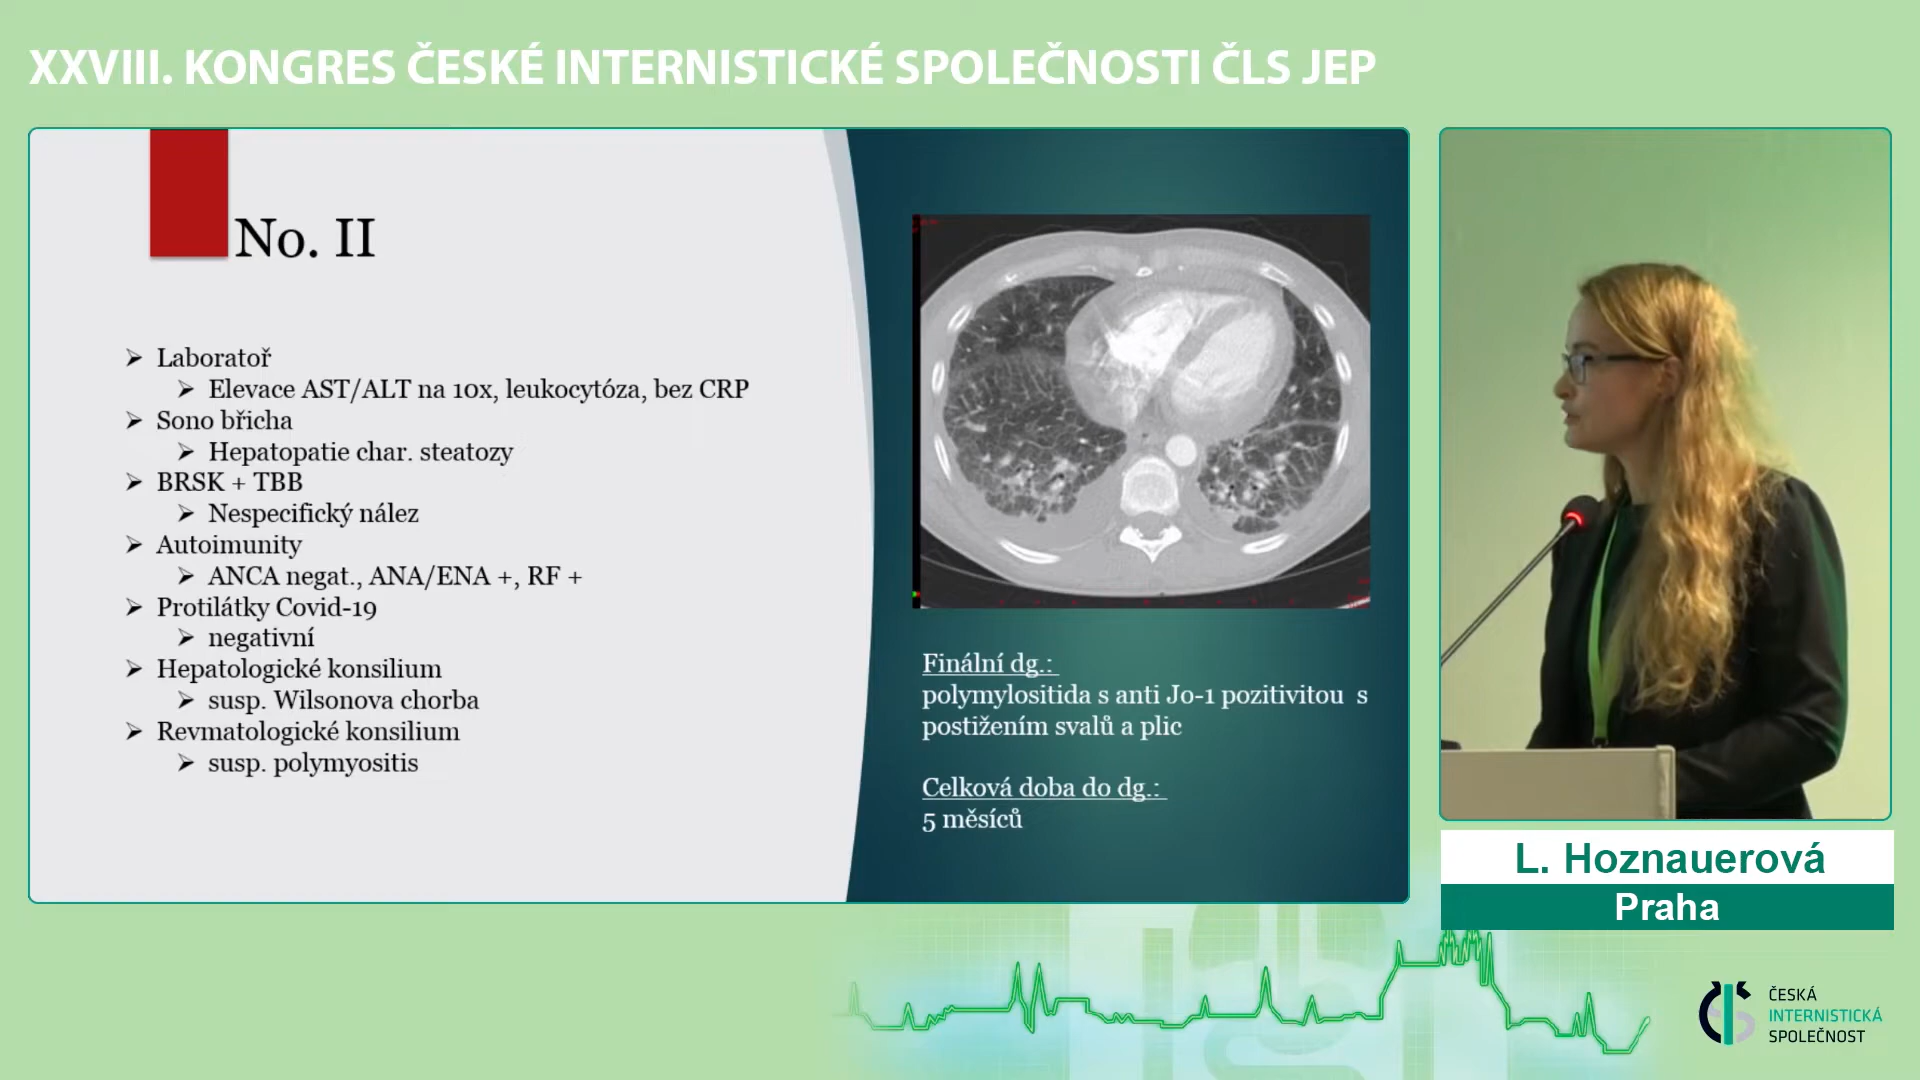 XXVIII. KONGRES ČESKÉ INTERNISTICKÉ SPOLEČNOSTI ČLS JEP
No. II
Laboratoř
Elevace AST/ALT na 10x, leukocytóza, bez CRP
Sono břicha
Hepatopatie char. steatozy
BRSK + TBB
Nespecifický nález
Autoimunity
ANCA negat., ANA/ENA +, RF +
Protilátky Covid-19
negativní
Hepatologické konsilium
susp. Wilsonova chorba
Revmatologické konsilium
susp. polymyositis
Finální dg.:
polymylositida s anti Jo-1 pozitivitou s
postižením svalů a plic
Celková doba do dg.:
5 měsíců
L. Hoznauerová
Praha
ČESKÁ
INTERNISTICKÁ
SPOLEČNOST